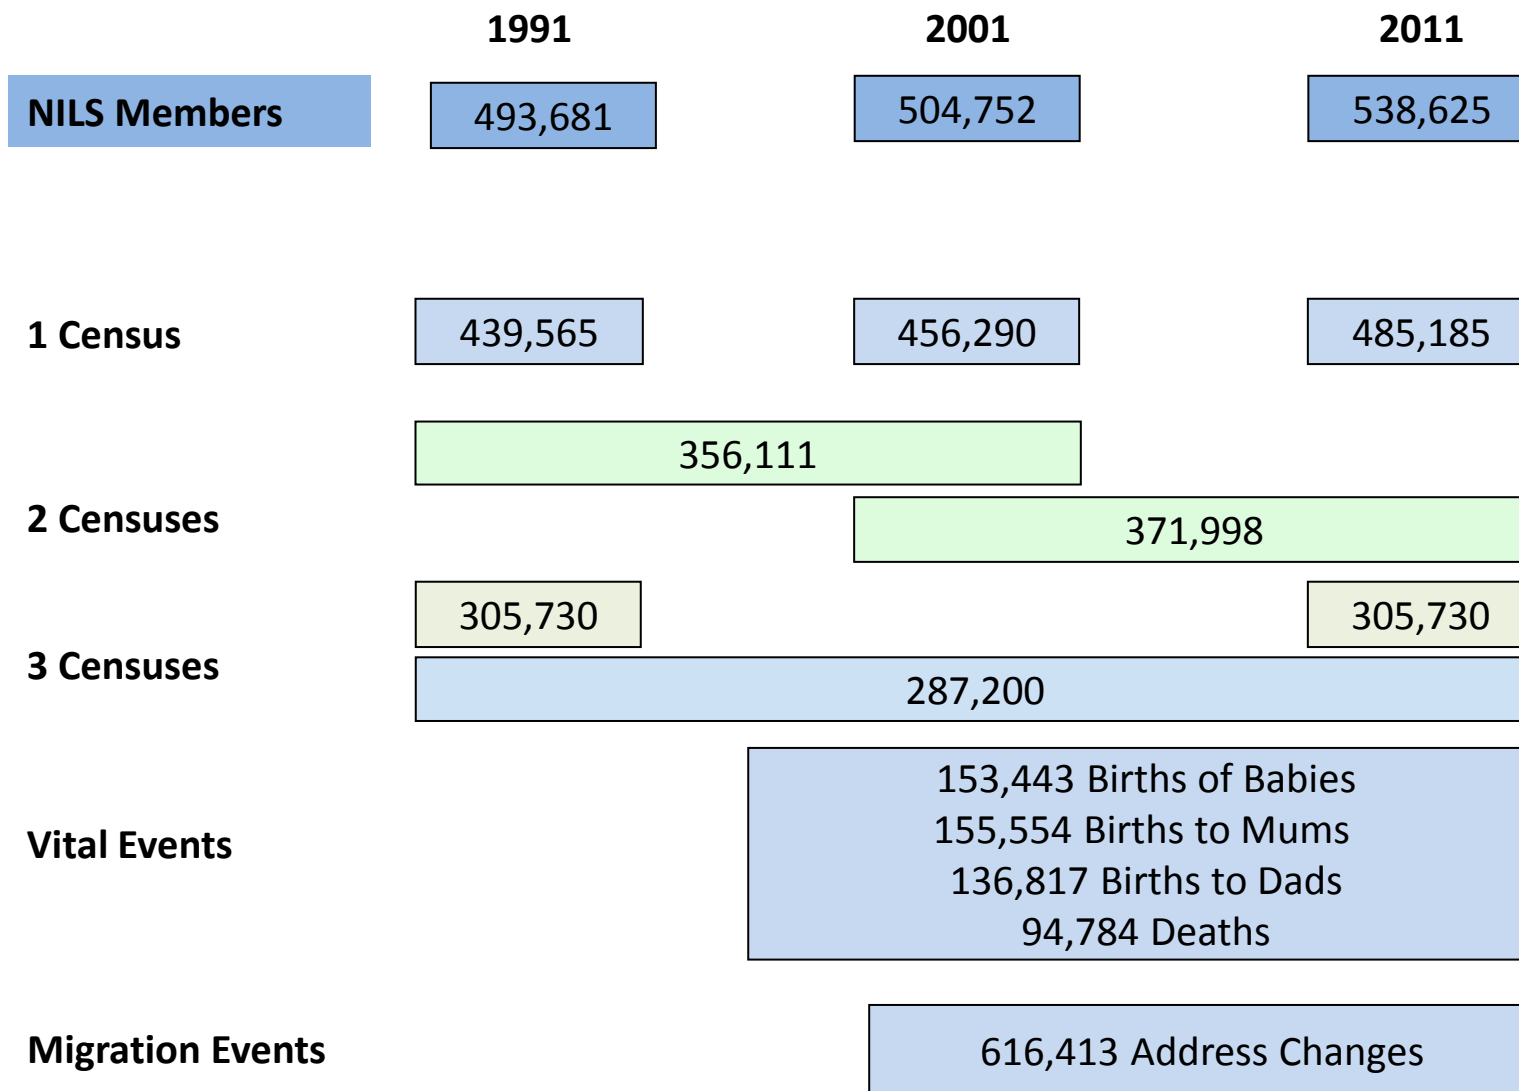 1991 2001 2011
NILS Members 493,681 504,752 538,625
1 Census 439,565 456,290 485,185
356,111
2 Censuses
371,998
305,730 305,730
3 Censuses
287,200
153,443 Births of Babies
155,554 Births to Mums
Vital Events
136,817 Births to Dads
94,784 Deaths
Migration Events 616,413 Address Changes